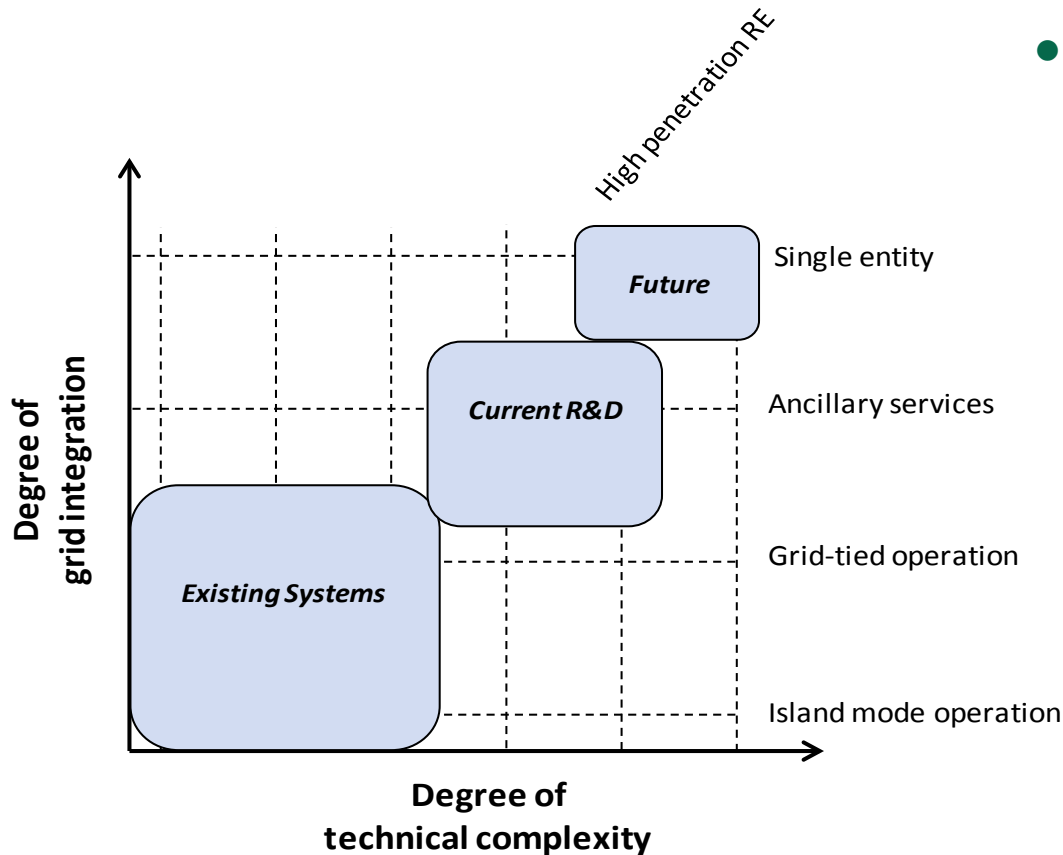 High penetration RE
Single entity
Future
Current R&D
Ancillary services
Degree of
grid integration
Grid-tied operation
Existing Systems
Island mode operation
Degree of
technical complexity